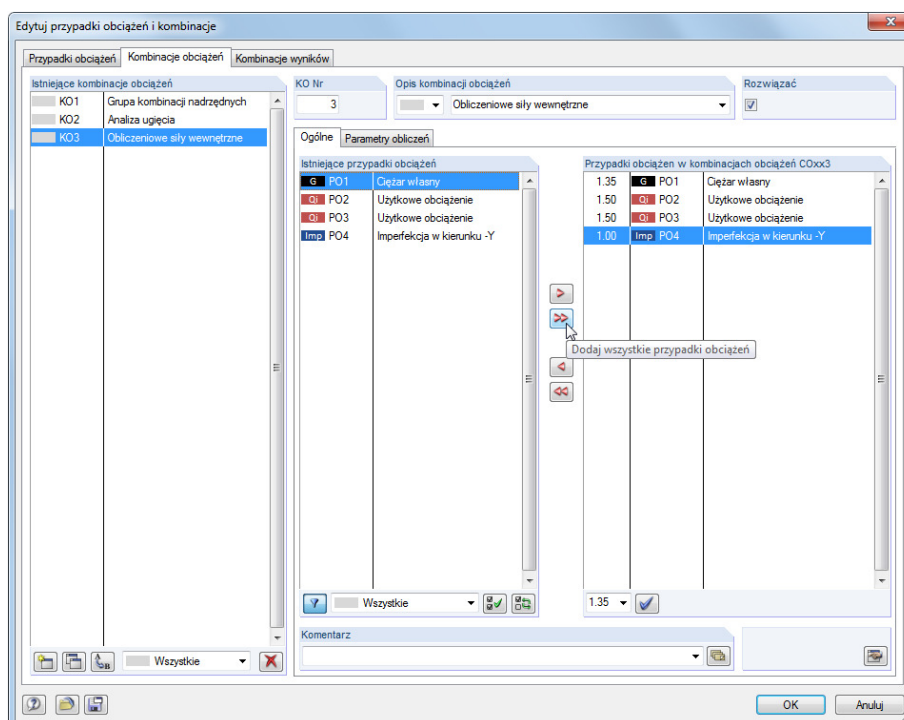 Edytuj przypadki obciążeń i kombinacje
Przypadki obciążeń Kombinacje obciążeń Kombinacje wyników
Istniejące kombinacje obciążeń
KO1 Grupa kombinacji nadrzędnych
KO2 Analiza ugięcia
KO3 Obliczeniowe siły wewnętrzne
KO Nr
3
Opis kombinacji obciążeń
Obliczeniowe siły wewnętrzne
Rozwiązać
Ogólne Parametry obliczeń
Istniejące przypadki obciążeń
G PO1 Ciężar własny
Qi PO2 Użytkowe obciążenie
Qi PO3 Użytkowe obciążenie
Imp PO4 Imperfekcja w kierunku -Y
Przypadki obciążen w kombinacjach obciążeń COxx3
1.35 G PO1 Ciężar własny
1.50 Qi PO2 Użytkowe obciążenie
1.50 Qi PO3 Użytkowe obciążenie
1.00 Imp PO4 Imperfekcja w kierunku -Y
Dodaj wszystkie przypadki obciążeń
Wszystkie
1.35
Komentarz
Wszystkie
OK Anuluj